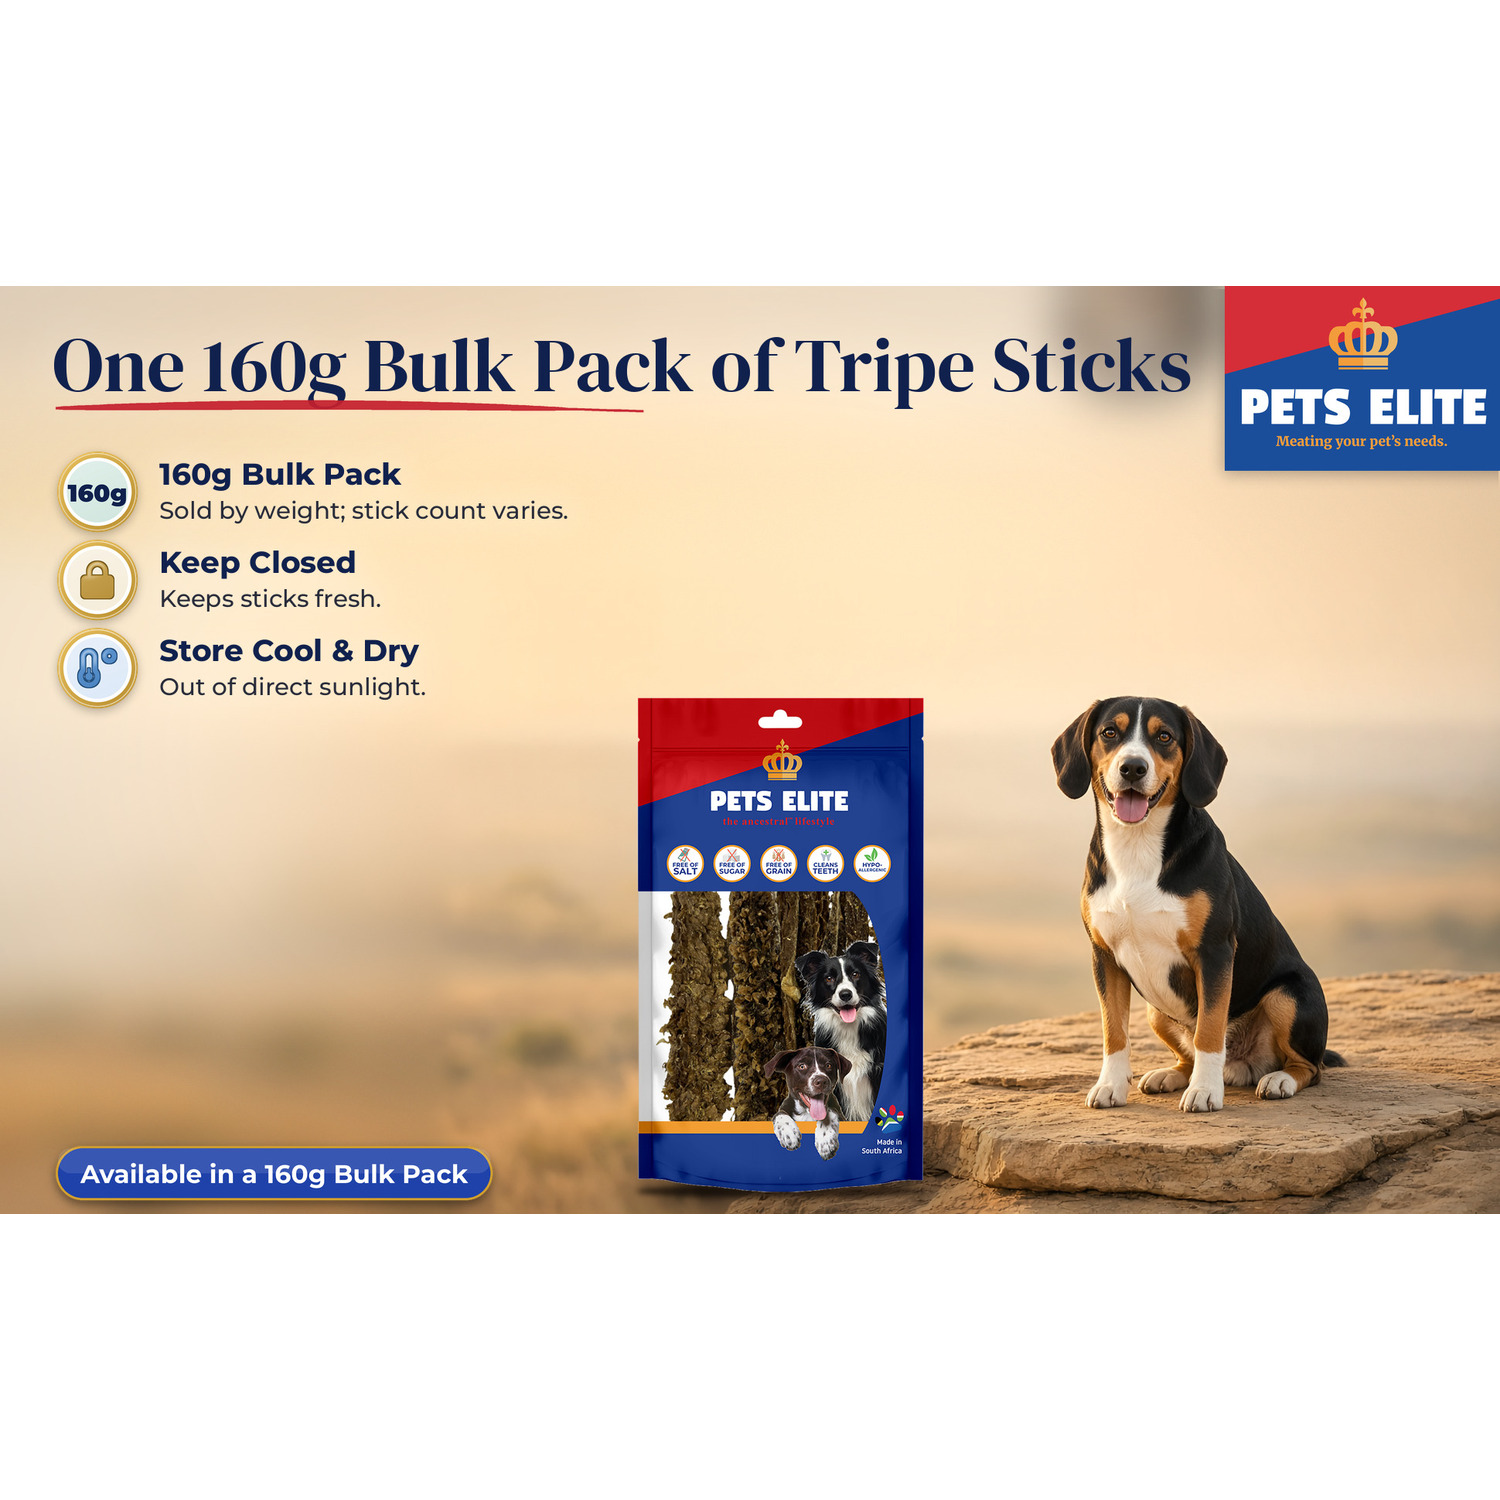 One 160g Bulk Pack of Tripe Sticks
PETS ELITE
Meating your pet's needs.
160g
160g Bulk Pack
Sold by weight; stick count varies.
Keep Closed
Keeps sticks fresh.
Store Cool & Dry
Out of direct sunlight.
PETS ELITE
the ancestral™ lifestyle
FREE OF
SALT
FREE OF
SUGAR
FREE OF
GRAIN
CLEANS
TEETH
HYPO-
ALLERGENIC
Made in
South Africa
Available in a 160g Bulk Pack